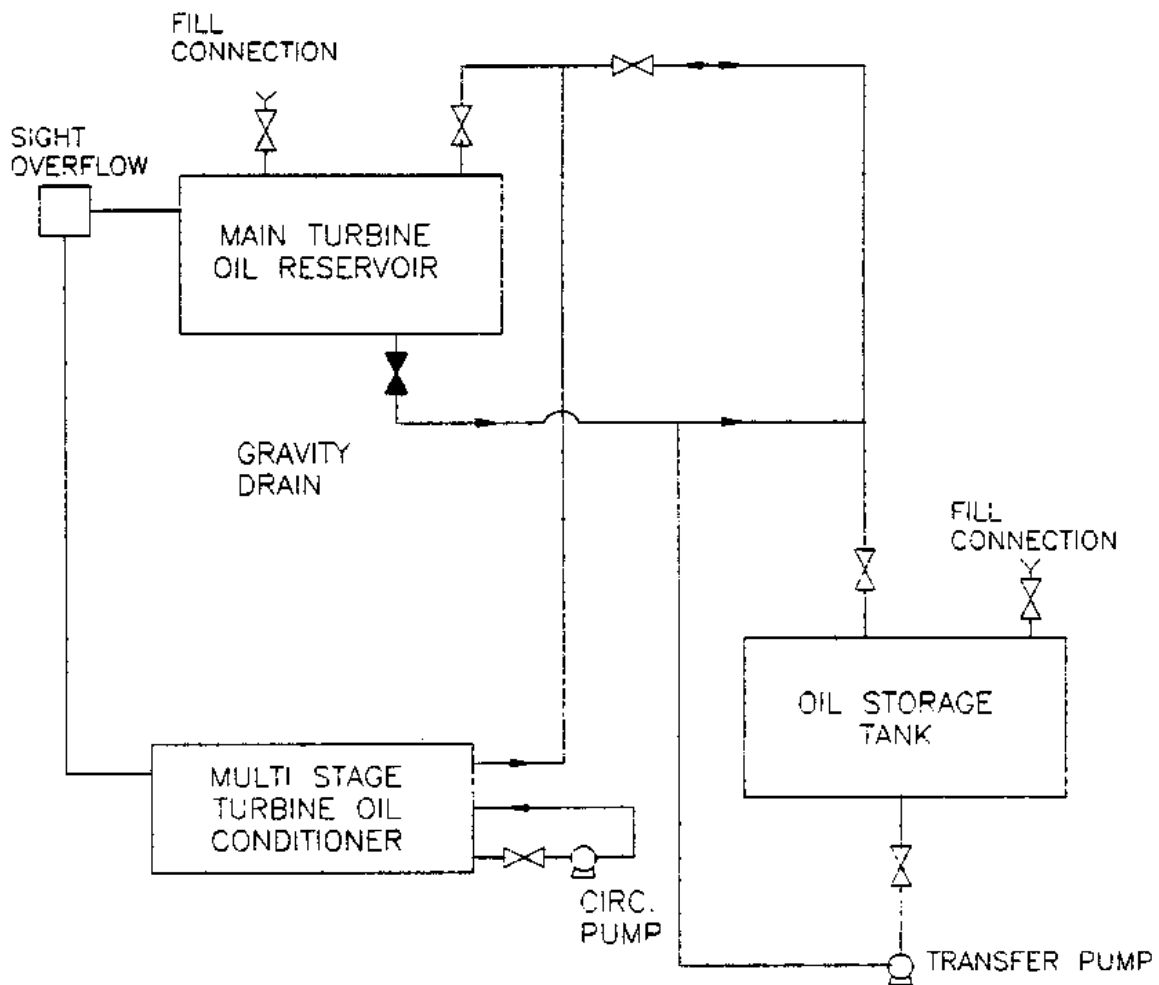 FILL
CONNECTION
SIGHT
OVERFLOW
MAIN TURBINE
OIL RESERVOIR
GRAVITY
DRAIN
FILL
CONNECTION
OIL STORAGE
TANK
MULTI STAGE
TURBINE OIL
CONDITIONER
CIRC.
PUMP
TRANSFER PUMP